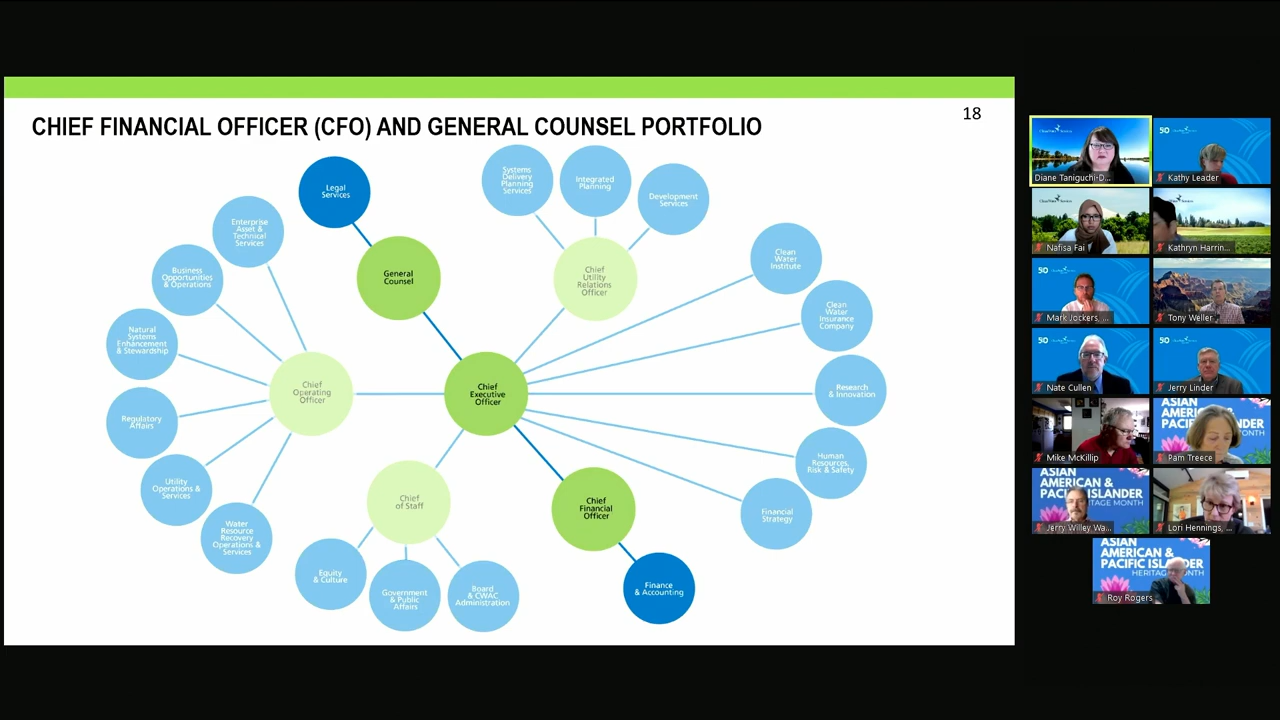 18
CHIEF FINANCIAL OFFICER (CFO) AND GENERAL COUNSEL PORTFOLIO
Legal
Services
Systems
Delivery
Planning
Services
Integrated
Planning
Development
Services
Enterprise
Asset &
Technical
Services
General
Counsel
Chief
Utility
Relations
Officer
Clean
Water
Institute
Business
Opportunities
& Operations
Clean
Water
Insurance
Company
Natural
Systems
Enhancement
& Stewardship
Chief
Operating
Officer
Chief
Executive
Officer
Research
& Innovation
Regulatory
Affairs
Human
Resources,
Risk & Safety
Utility
Operations &
Services
Chief
of Staff
Chief
Financial
Officer
Financial
Strategy
Water
Resource
Recovery
Operations &
Services
Equity
& Culture
Government
& Public
Affairs
Board
& CWAC
Administration
Finance
& Accounting
Diane Taniguchi-D...
50
Kathy Leader
Nafisa Fai
Kathryn Harrin...
50
Mark Jockers, ...
Tony Weller
50
Nate Cullen
50
Jerry Linder
Mike McKillip
ASIAN
AMERICAN &
PACIFIC ISLANDER
Pam Treece
ASIAN
AMERICAN &
PACIFIC ISLANDER
HERITAGE MONTH
Jerry Willey Wa...
Lori Hennings, ...
ASIAN
AMERICAN &
PACIFIC ISLANDER
HERITAGE MONTH
Roy Rogers